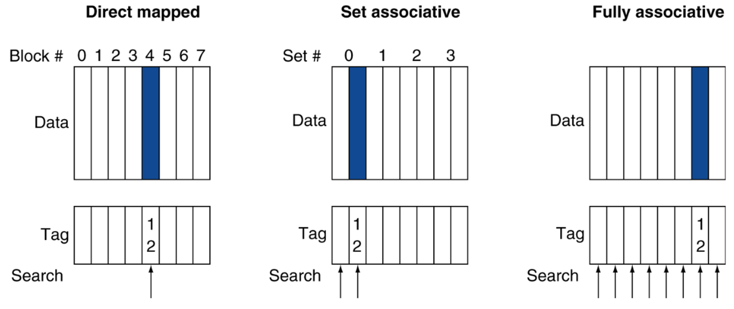 Direct mapped
Block # 0 1 2 3 4 5 6 7
Data
Tag
1
2
Search
Set associative
Set # 0 1 2 3
Data
Tag
1
2
Search
Fully associative
Data
Tag
1
2
Search